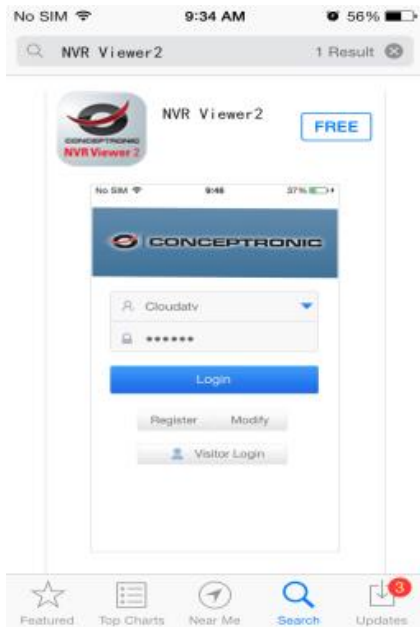 No SIM 9:34 AM 56%
NVR Viewer2 1 Result
NVR Viewer2
FREE
CONCEPTRONIC
NVR Viewer 2
No SIM 9:46 37%
CONCEPTRONIC
Cloudatv
******
Login
Register Modify
Visitor Login
3
Featured Top Charts Near Me Search Updates